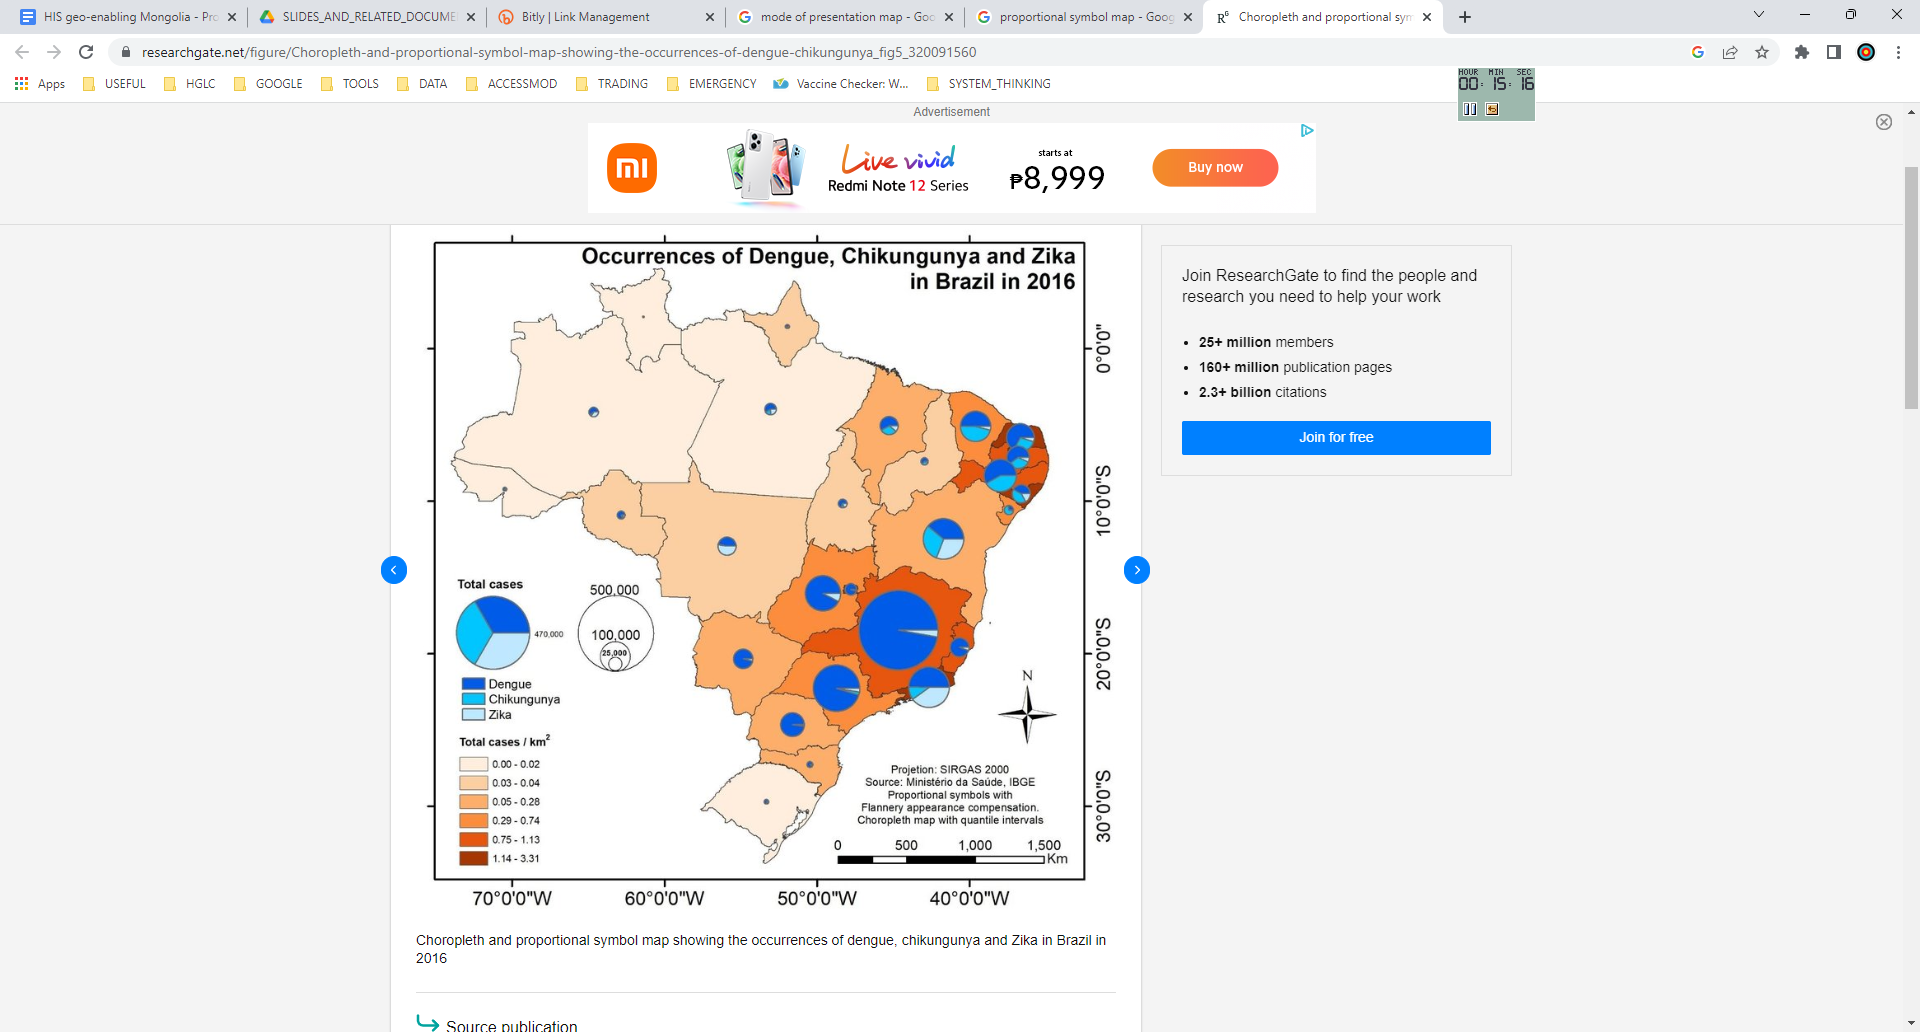 HIS geo-enabling Mongolia - Pro
SLIDES_AND_RELATED_DOCUME
Bitly | Link Management
mode of presentation map - Goo
proportional symbol map - Goog
Choropleth and proportional sym
researchgate.net/figure/Choropleth-and-proportional-symbol-map-showing-the-occurrences-of-dengue-chikungunya_fig5_320091560
Apps
USEFUL
HGLC
GOOGLE
TOOLS
DATA
ACCESSMOD
TRADING
EMERGENCY
Vaccine Checker: W...
SYSTEM_THINKING
HOUR MIN SEC
00: 15: 16
Advertisement
mi
Live vivid
Redmi Note 12 Series
starts at
₱8,999
Buy now
Occurrences of Dengue, Chikungunya and Zika
in Brazil in 2016
0°0'0"
10°0'0"S
20°0'0"S
30°0'0"S
Total cases
470,000
500,000
100,000
25,000
Dengue
Chikungunya
Zika
Total cases / km2
0.00 - 0.02
0.03 - 0.04
0.05 - 0.28
0.29 - 0.74
0.75 - 1.13
1.14 - 3.31
N
Projetion: SIRGAS 2000
Source: Ministério da Saúde, IBGE
Proportional symbols with
Flannery appearance compensation.
Choropleth map with quantile intervals
0 500 1,000 1,500
Km
70°0'0"W 60°0'0"W 50°0'0"W 40°0'0"W
Choropleth and proportional symbol map showing the occurrences of dengue, chikungunya and Zika in Brazil in
2016
Source publication
Join ResearchGate to find the people and
research you need to help your work
25+ million members
160+ million publication pages
2.3+ billion citations
Join for free